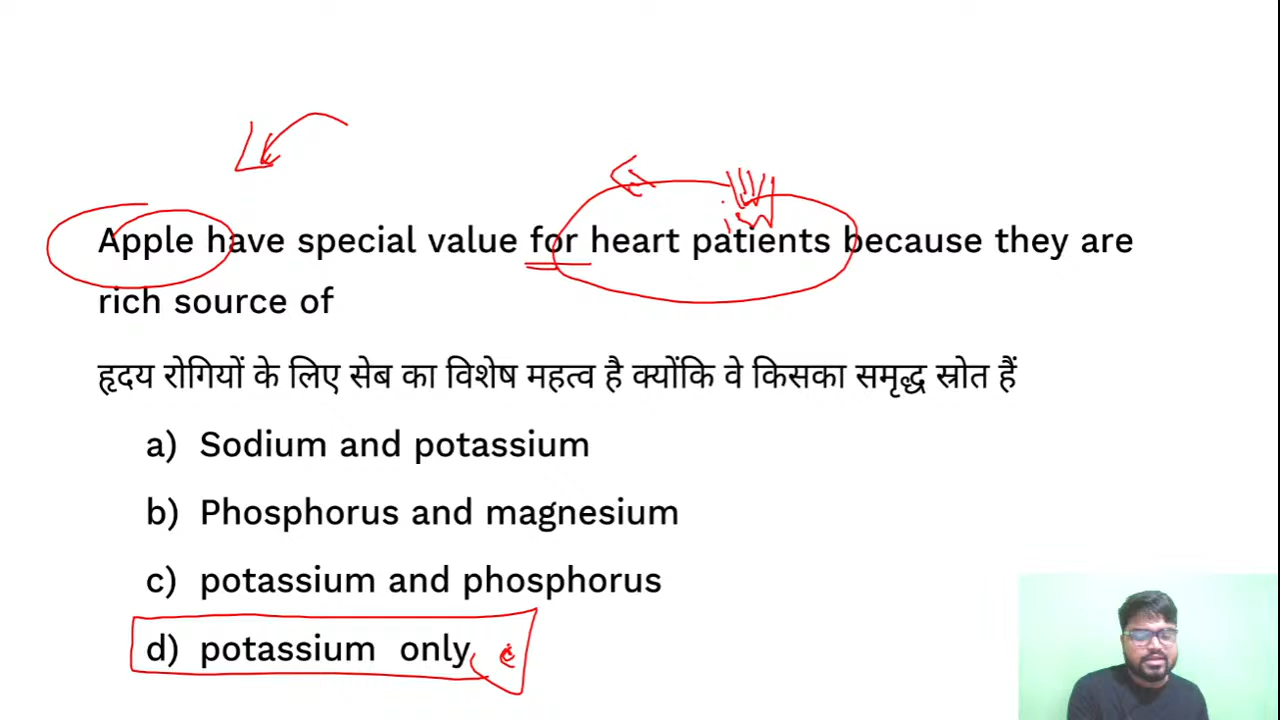 Apple have special value for heart patients because they are
rich source of
हृदय रोगियों के लिए सेब का विशेष महत्व है क्योंकि वे किसका समृद्ध स्रोत हैं
a) Sodium and potassium
b) Phosphorus and magnesium
c) potassium and phosphorus
d) potassium only